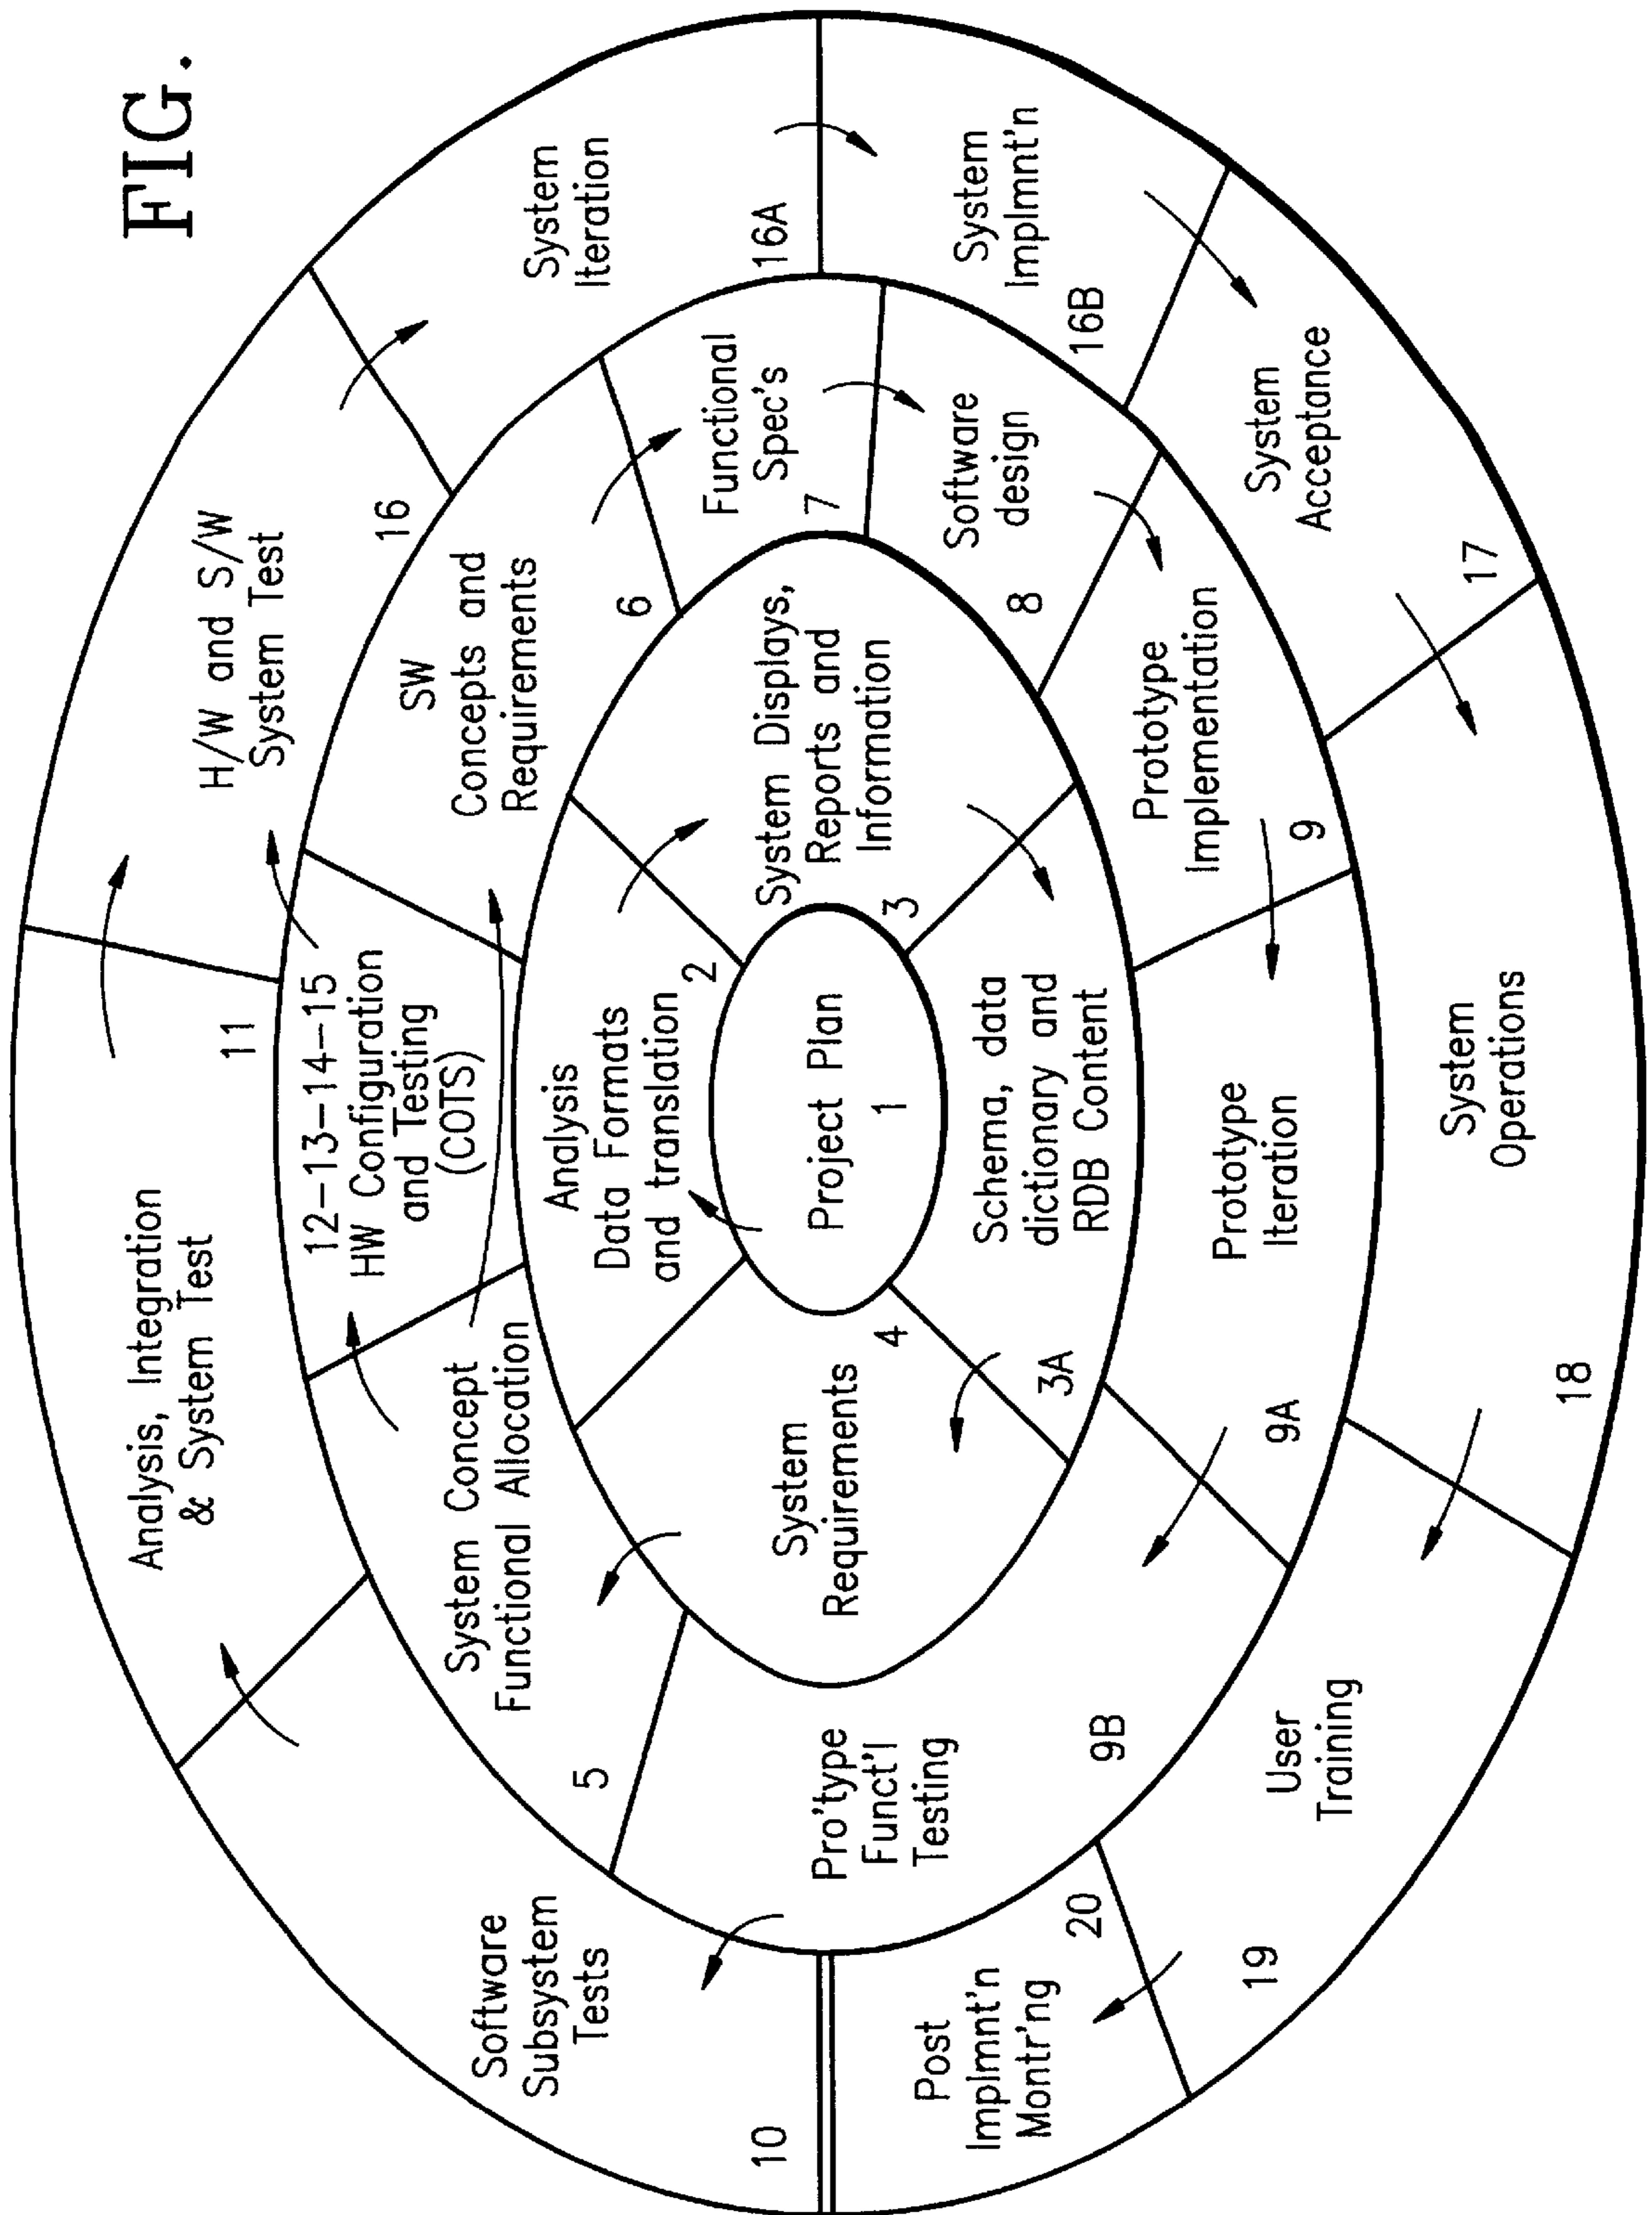 FIG.
Analysis, Integration
& System Test
11
H/W and S/W
System Test
16
System
Iteration
16A
System
Implmnt'n
16B
System
Acceptance
17
System
Operations
18
User
Training
19
Post
Implmnt'n
Montr'ng
20
Software
Subsystem
Tests
10
System Concept
Functional Allocation
5
12-13-14-15
HW Configuration
and Testing
(COTS)
SW
Concepts and
Requirements
6
Functional
Spec's
7
Software
design
8
Prototype
Implementation
9
Prototype
Iteration
9A
Pro'type
Funct'l
Testing
9B
Analysis
Data Formats
and translation
2
System Displays,
Reports and
Information
3
Schema, data
dictionary and
RDB Content
3A
System
Requirements
4
Project Plan
1